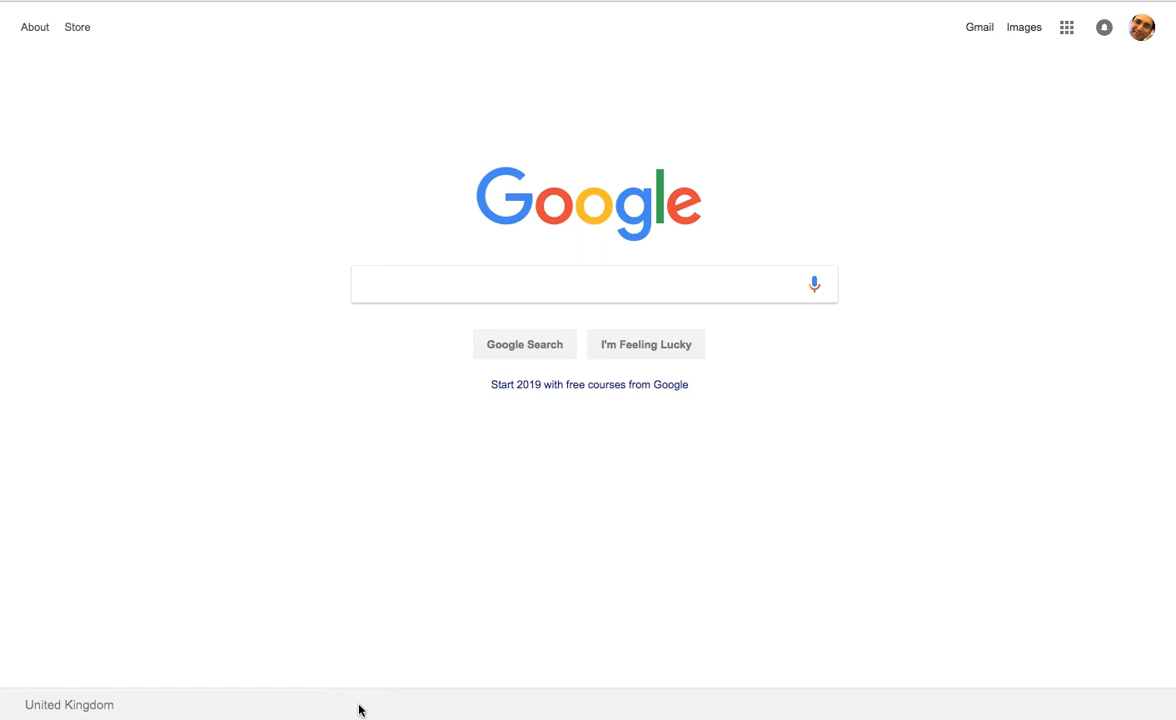 About Store Gmail Images
Google
Google Search I'm Feeling Lucky
Start 2019 with free courses from Google
United Kingdom